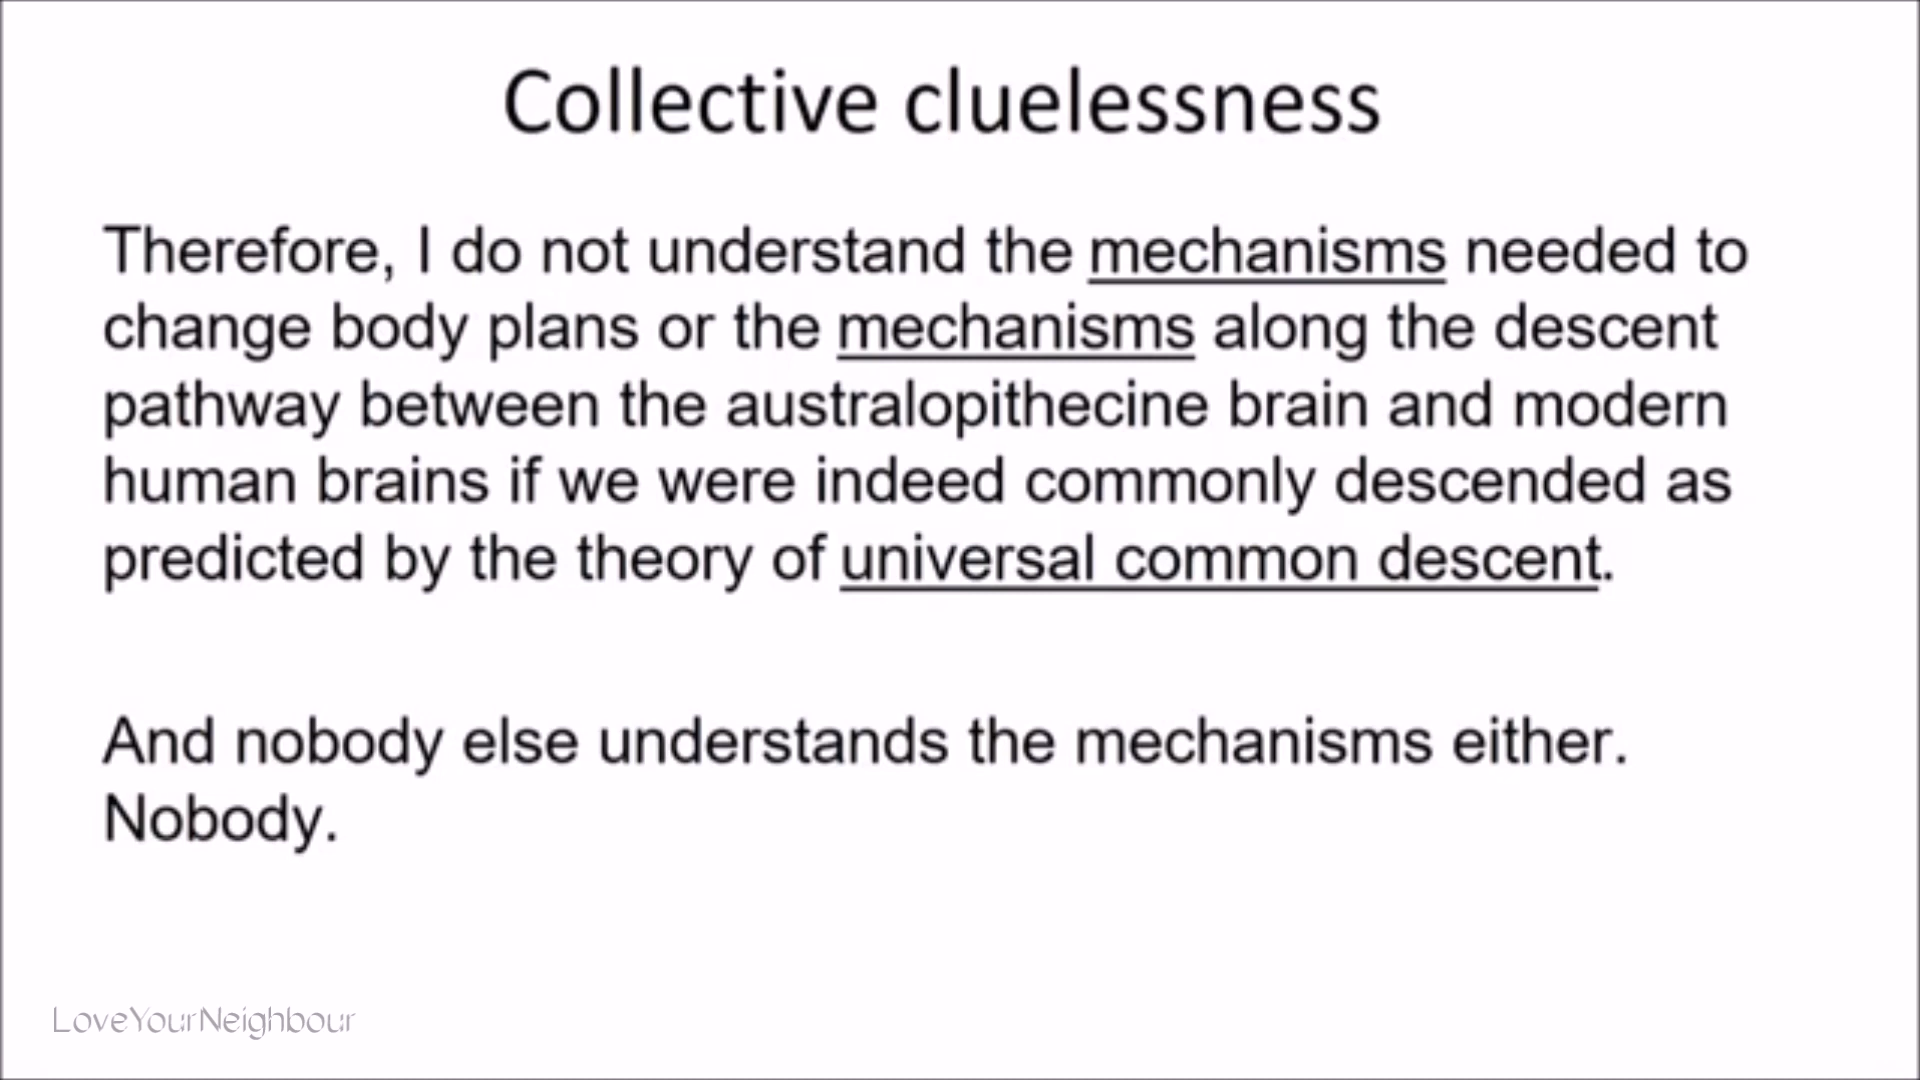 Collective cluelessness
Therefore, I do not understand the mechanisms needed to
change body plans or the mechanisms along the descent
pathway between the australopithecine brain and modern
human brains if we were indeed commonly descended as
predicted by the theory of universal common descent.
And nobody else understands the mechanisms either.
Nobody.
LoveYourNeighbour